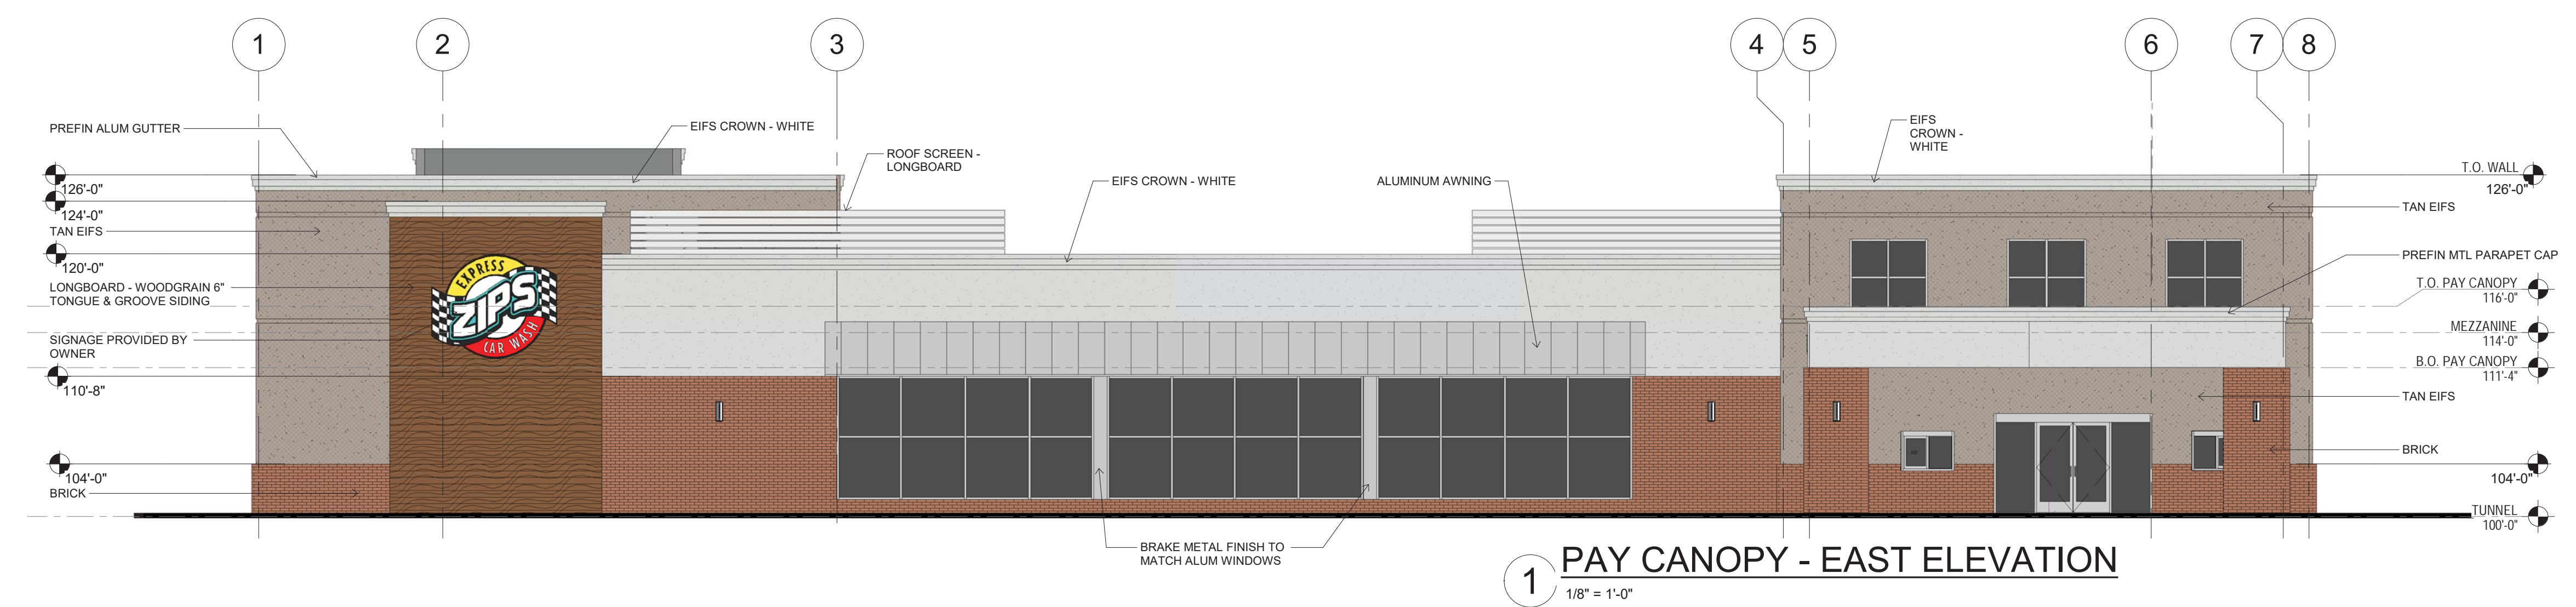 1 2 3 4 5 6 7 8
PREFIN ALUM GUTTER
EIFS CROWN - WHITE
ROOF SCREEN -
LONGBOARD
EIFS CROWN - WHITE
ALUMINUM AWNING
EIFS
CROWN -
WHITE
126'-0"
124'-0"
TAN EIFS
120'-0"
LONGBOARD - WOODGRAIN 6"
TONGUE & GROOVE SIDING
SIGNAGE PROVIDED BY
OWNER
110'-8"
104'-0"
BRICK
EXPRESS
ZIPS
CAR WASH
T.O. WALL
126'-0"
TAN EIFS
PREFIN MTL PARAPET CAP
T.O. PAY CANOPY
116'-0"
MEZZANINE
114'-0"
B.O. PAY CANOPY
111'-4"
TAN EIFS
BRICK
104'-0"
TUNNEL
100'-0"
BRAKE METAL FINISH TO
MATCH ALUM WINDOWS
1 PAY CANOPY - EAST ELEVATION
1/8" = 1'-0"